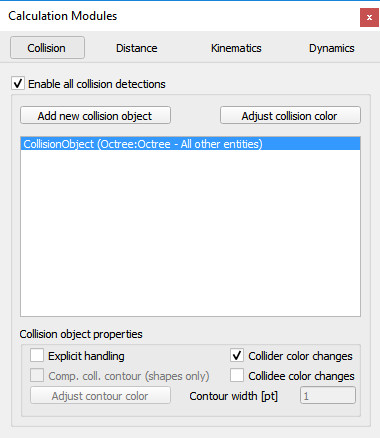 Calculation Modules
x
Collision Distance Kinematics Dynamics
Enable all collision detections
Add new collision object Adjust collision color
CollisionObject (Octree:Octree - All other entities)
Collision object properties
Explicit handling Collider color changes
Comp. coll. contour (shapes only) Collidee color changes
Adjust contour color Contour width [pt] 1